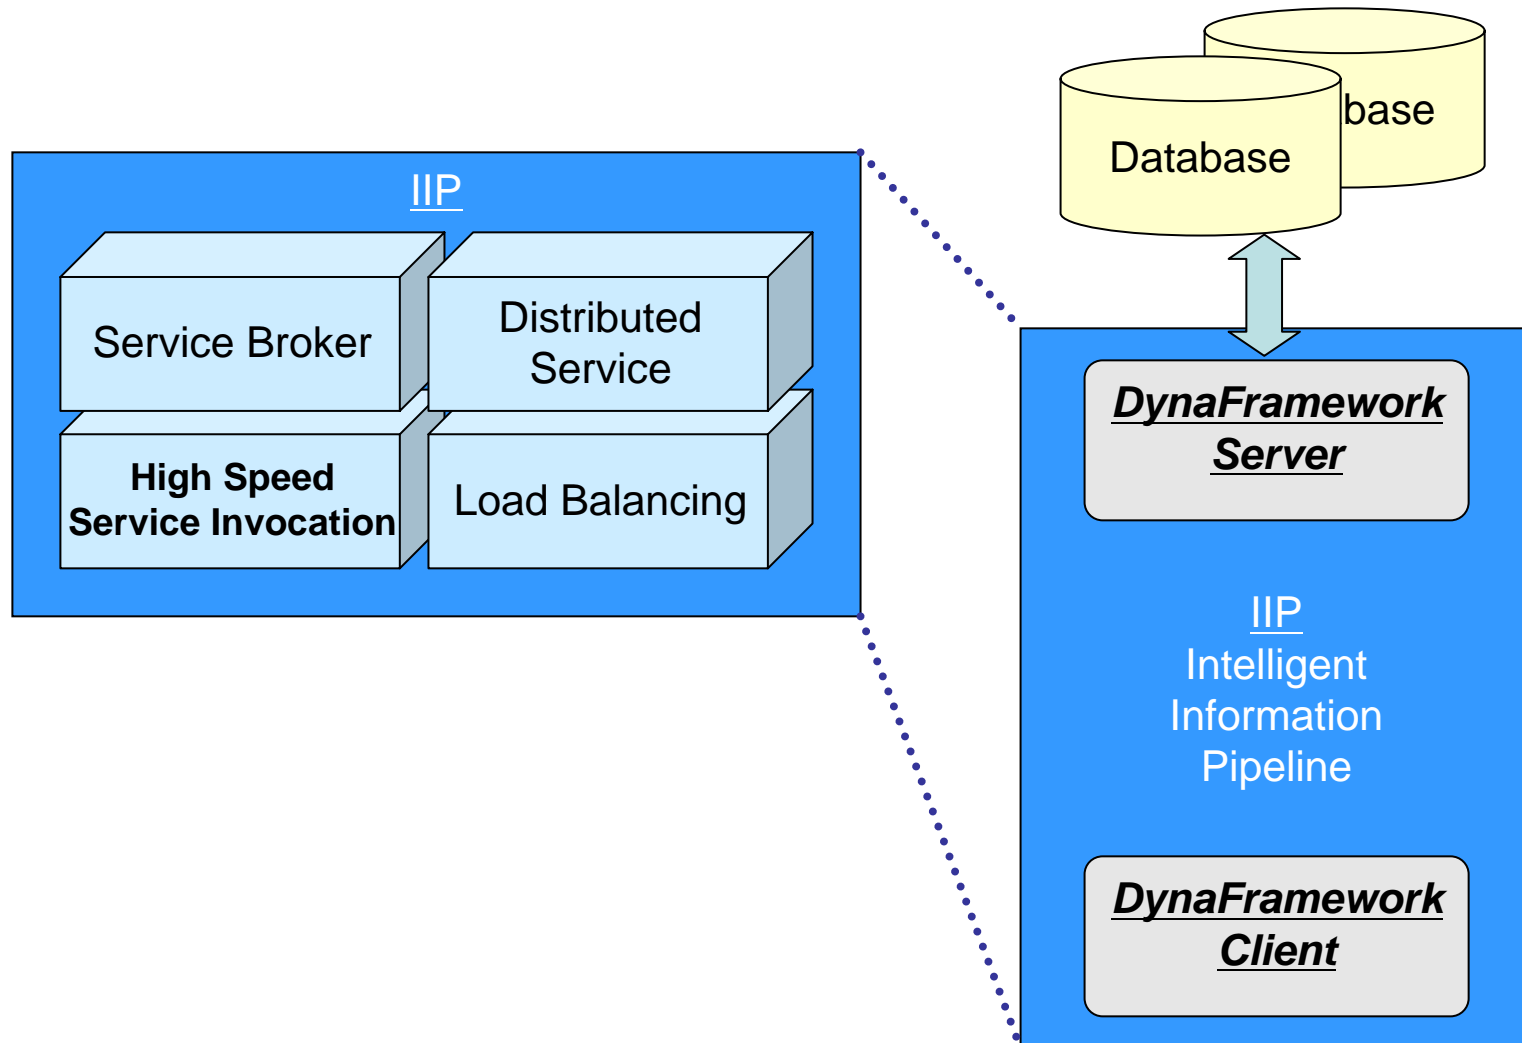 IIP
Service Broker
Distributed
Service
High Speed
Service Invocation
Load Balancing
base
Database
DynaFramework
Server
IIP
Intelligent
Information
Pipeline
DynaFramework
Client